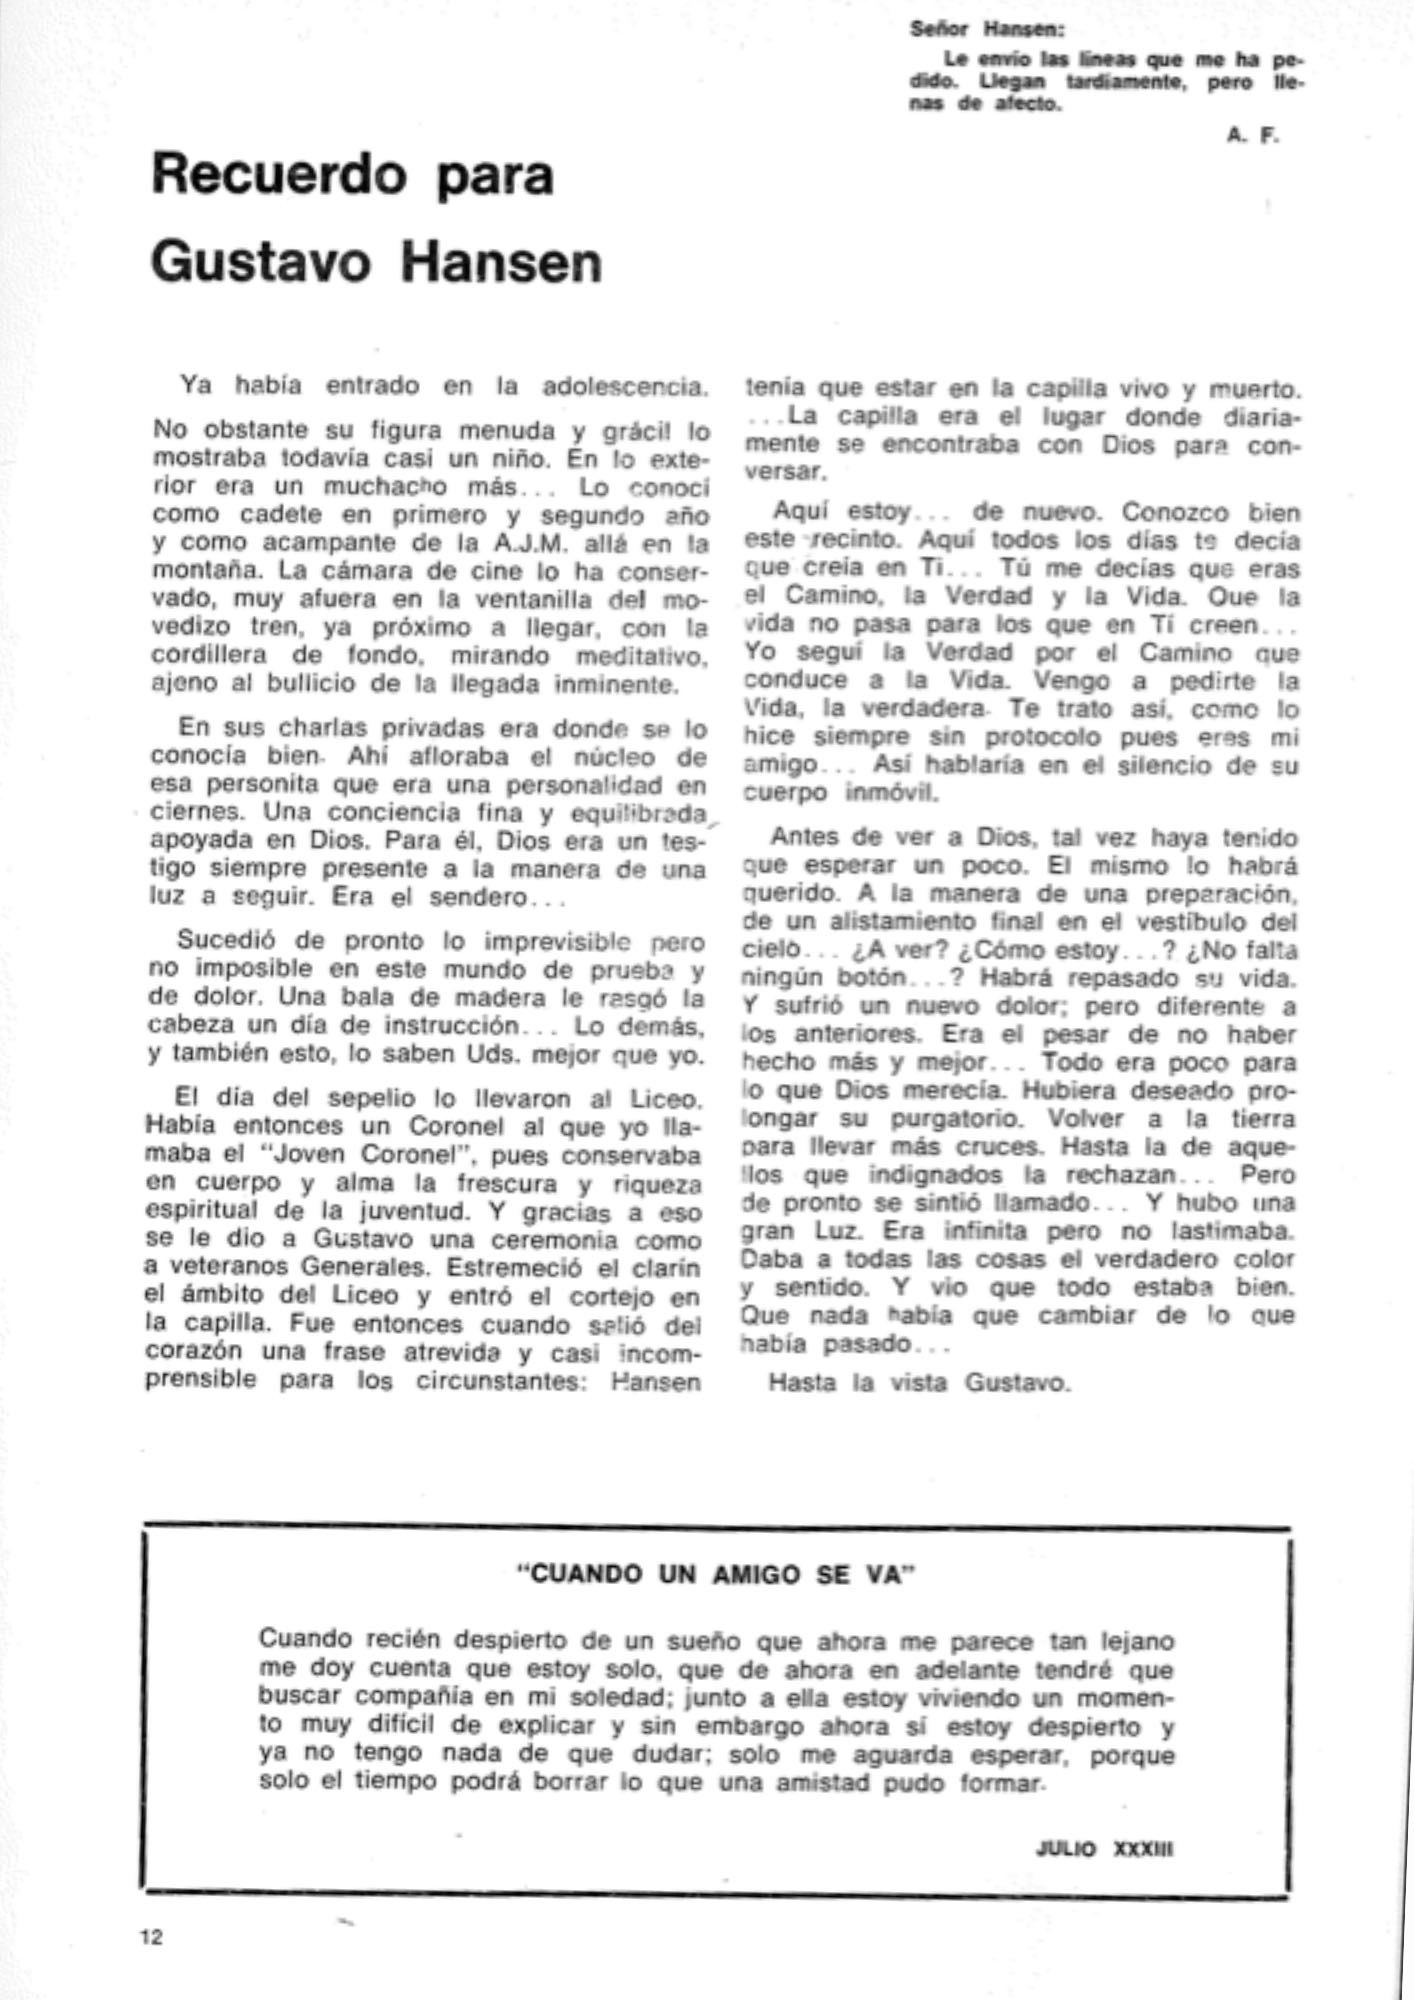 Señor Hansen:
Le envío las líneas que me ha pe-
dido. Llegan tardíamente, pero lle-
nas de afecto.
A. F.
Recuerdo para
Gustavo Hansen
Ya había entrado en la adolescencia.
No obstante su figura menuda y grácil lo
mostraba todavía casi un niño. En lo exte-
rior era un muchacho más... Lo conocí
como cadete en primero y segundo año
y como acampante de la A.J.M. allá en la
montaña. La cámara de cine lo ha conser-
vado, muy afuera en la ventanilla del mo-
vedizo tren, ya próximo a llegar, con la
cordillera de fondo, mirando meditativo,
ajeno al bullicio de la llegada inminente.
En sus charlas privadas era donde se lo
conocía bien. Ahí afloraba el núcleo de
esa personita que era una personalidad en
ciernes. Una conciencia fina y equilibrada
apoyada en Dios. Para él, Dios era un tes-
tigo siempre presente a la manera de una
luz a seguir. Era el sendero...
Sucedió de pronto lo imprevisible pero
no imposible en este mundo de prueba y
de dolor. Una bala de madera le rasgó la
cabeza un día de instrucción... Lo demás,
y también esto, lo saben Uds. mejor que yo.
El día del sepelio lo llevaron al Liceo.
Había entonces un Coronel al que yo lla-
maba el "Joven Coronel", pues conservaba
en cuerpo y alma la frescura y riqueza
espiritual de la juventud. Y gracias a eso
se le dio a Gustavo una ceremonia como
a veteranos Generales. Estremeció el clarín
el ámbito del Liceo y entró el cortejo en
la capilla. Fue entonces cuando salió del
corazón una frase atrevida y casi incom-
prensible para los circunstantes: Hansen
tenía que estar en la capilla vivo y muerto.
...La capilla era el lugar donde diaria-
mente se encontraba con Dios para con-
versar.
Aquí estoy... de nuevo. Conozco bien
este recinto. Aquí todos los días te decía
que creía en Ti... Tú me decías que eras
el Camino, la Verdad y la Vida. Que la
vida no pasa para los que en Tí creen...
Yo seguí la Verdad por el Camino que
conduce a la Vida. Vengo a pedirte la
Vida, la verdadera. Te trato así, como lo
hice siempre sin protocolo pues eres mi
amigo... Así hablaría en el silencio de su
cuerpo inmóvil.
Antes de ver a Dios, tal vez haya tenido
que esperar un poco. El mismo lo habrá
querido. A la manera de una preparación,
de un alistamiento final en el vestíbulo del
cielo... ¿A ver? ¿Cómo estoy...? ¿No falta
ningún botón...? Habrá repasado su vida.
Y sufrió un nuevo dolor; pero diferente a
los anteriores. Era el pesar de no haber
hecho más y mejor... Todo era poco para
lo que Dios merecía. Hubiera deseado pro-
longar su purgatorio. Volver a la tierra
para llevar más cruces. Hasta la de aque-
llos que indignados la rechazan... Pero
de pronto se sintió llamado... Y hubo una
gran Luz. Era infinita pero no lastimaba.
Daba a todas las cosas el verdadero color
y sentido. Y vio que todo estaba bien.
Que nada había que cambiar de lo que
había pasado...
Hasta la vista Gustavo.
"CUANDO UN AMIGO SE VA"
Cuando recién despierto de un sueño que ahora me parece tan lejano
me doy cuenta que estoy solo, que de ahora en adelante tendré que
buscar compañía en mi soledad; junto a ella estoy viviendo un momen-
to muy difícil de explicar y sin embargo ahora sí estoy despierto y
ya no tengo nada de que dudar; solo me aguarda esperar, porque
solo el tiempo podrá borrar lo que una amistad pudo formar.
JULIO XXXIII
12